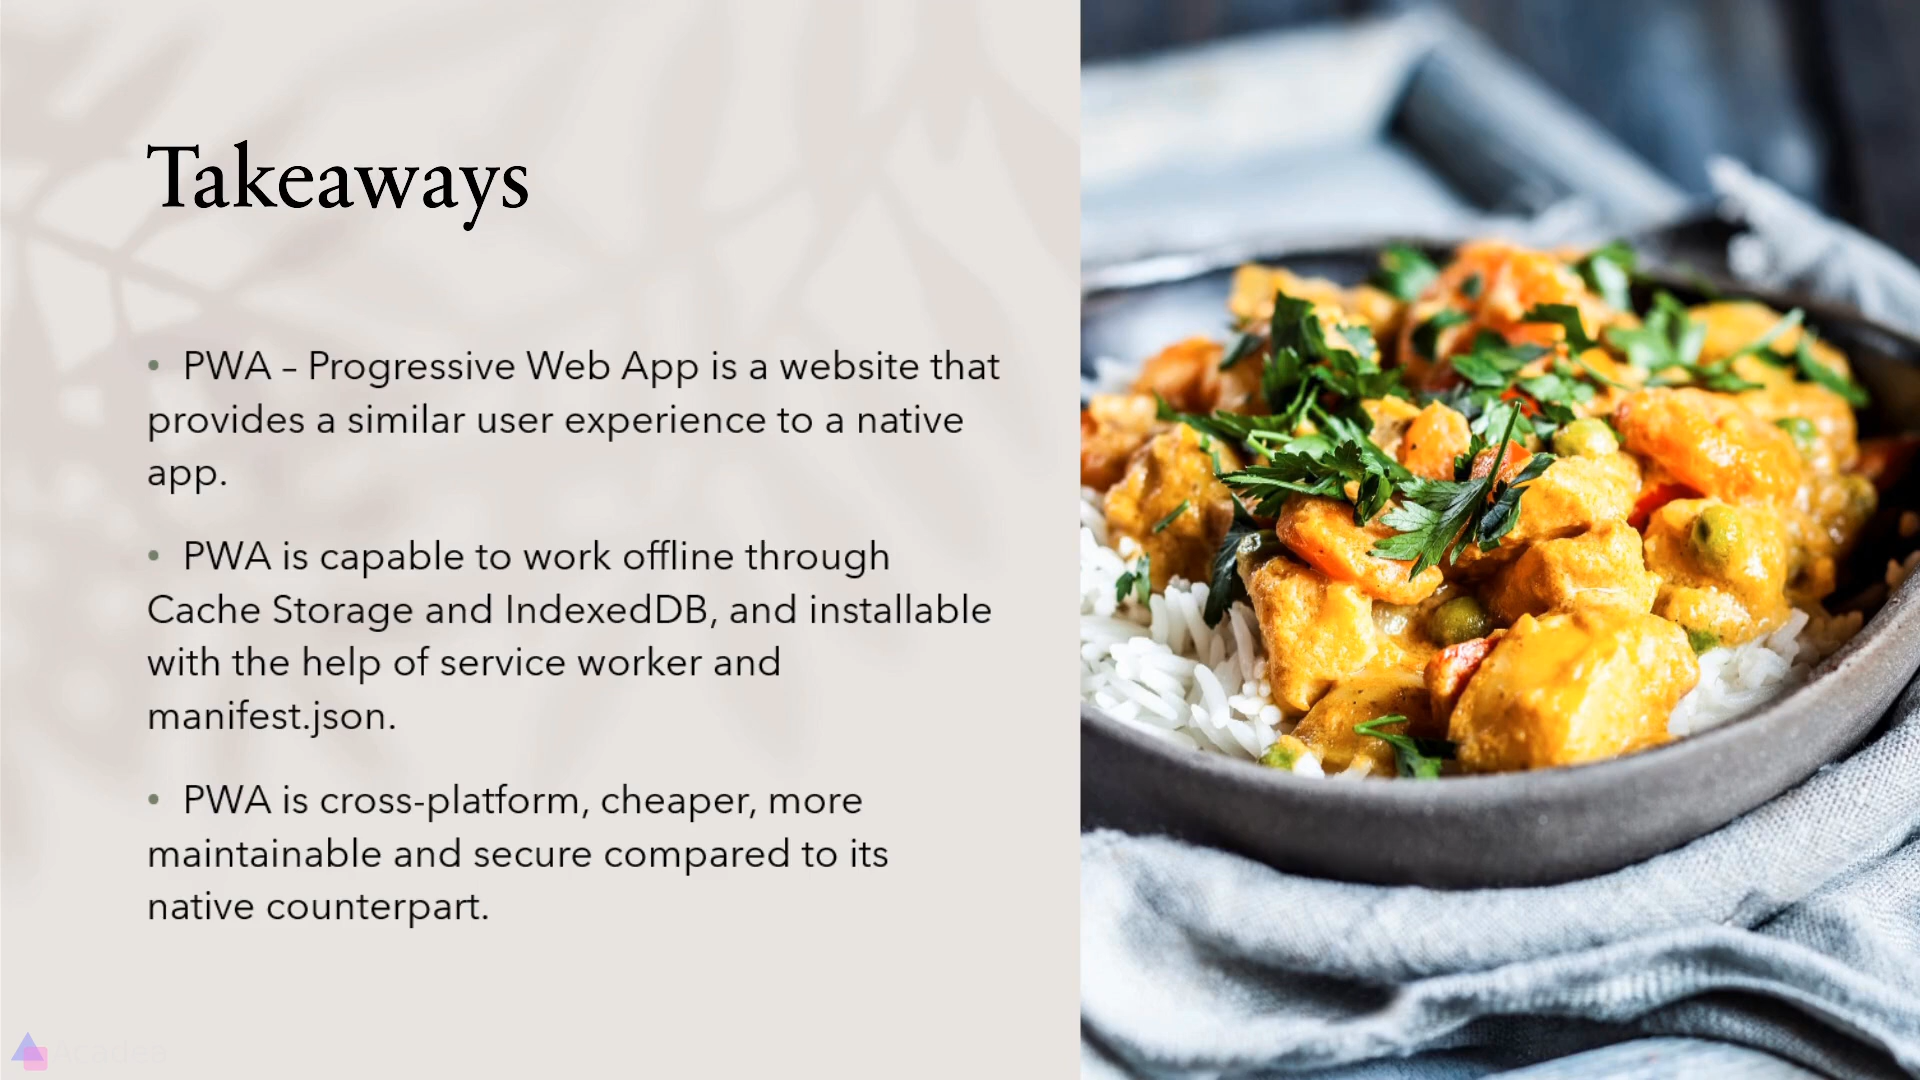 Takeaways
• PWA – Progressive Web App is a website that
provides a similar user experience to a native
app.
• PWA is capable to work offline through
Cache Storage and IndexedDB, and installable
with the help of service worker and
manifest.json.
• PWA is cross-platform, cheaper, more
maintainable and secure compared to its
native counterpart.
Acadea